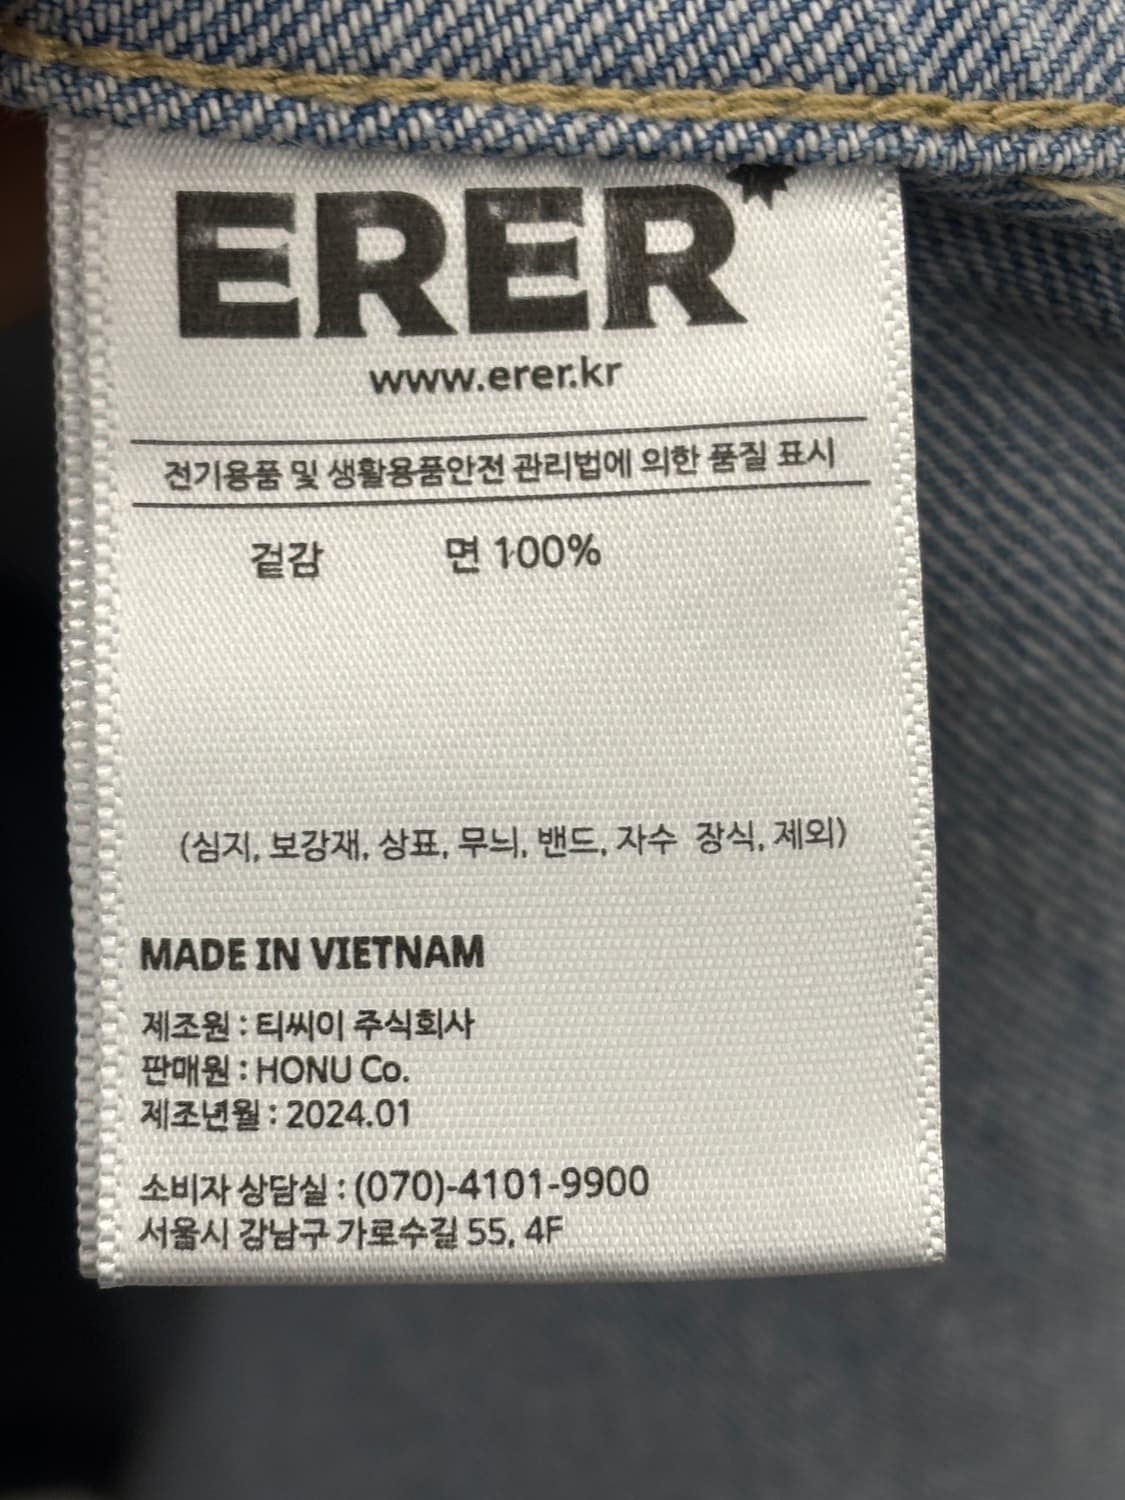 ERER
www.erer.kr
전기용품 및 생활용품안전 관리법에 의한 품질 표시
겉감 면 100%
(심지, 보강재, 상표, 무늬, 밴드, 자수 장식, 제외)
MADE IN VIETNAM
제조원 : 티씨이 주식회사
판매원 : HONU Co.
제조년월 : 2024.01
소비자 상담실 : (070)-4101-9900
서울시 강남구 가로수길 55, 4F